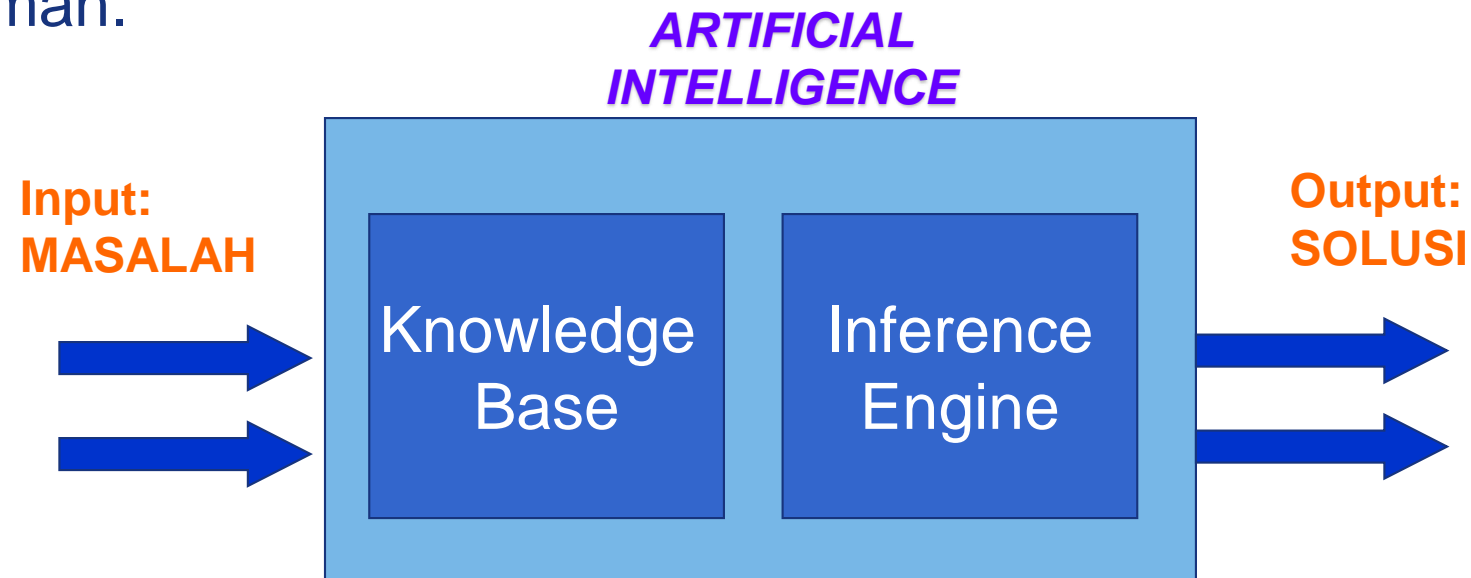 ARTIFICIAL
INTELLIGENCE
Input:
MASALAH
Knowledge
Base
Inference
Engine
Output:
SOLUSI